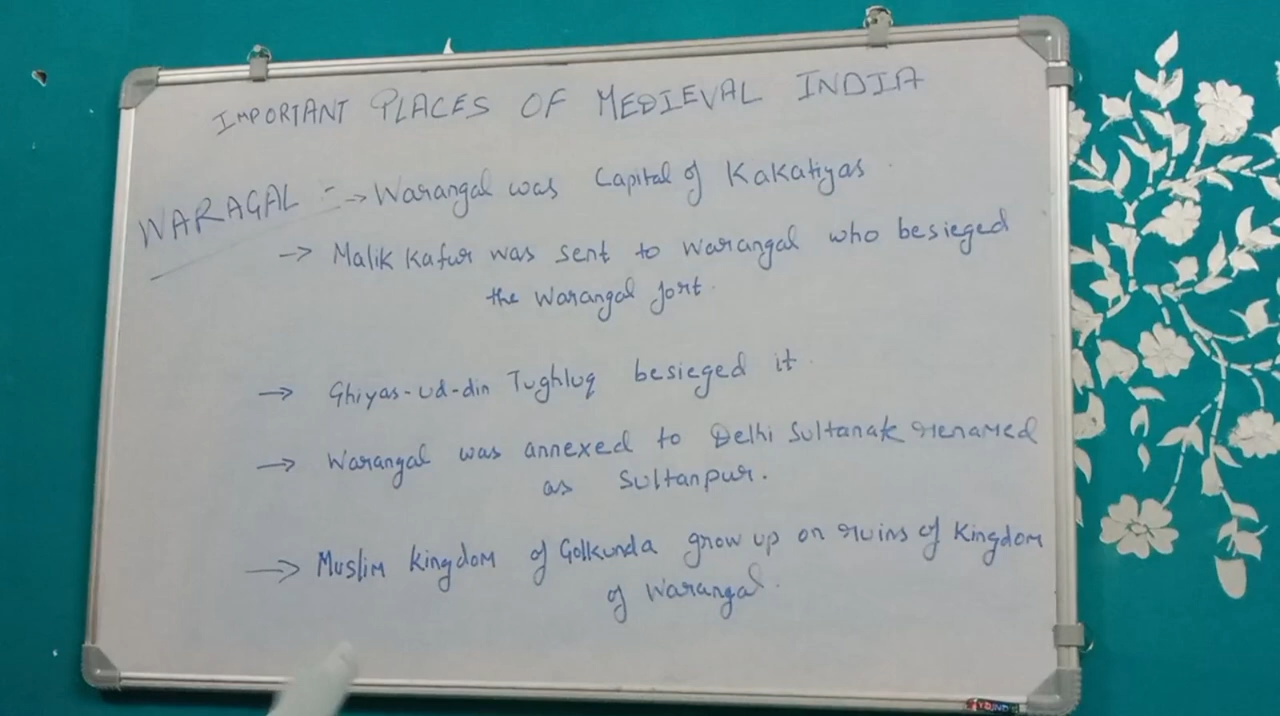 IMPORTANT PLACES OF MEDIEVAL INDIA
WARAGAL :- → Warangal was Capital of Kakatiyas
→ Malik Kafur was sent to Warangal who besieged
the Warangal fort.
→ Ghiyas-ud-din Tughluq besieged it.
→ Warangal was annexed to Delhi Sultanate renamed
as Sultanpur.
→ Muslim kingdom of Golkunda grow up on ruins of Kingdom
of Warangal.